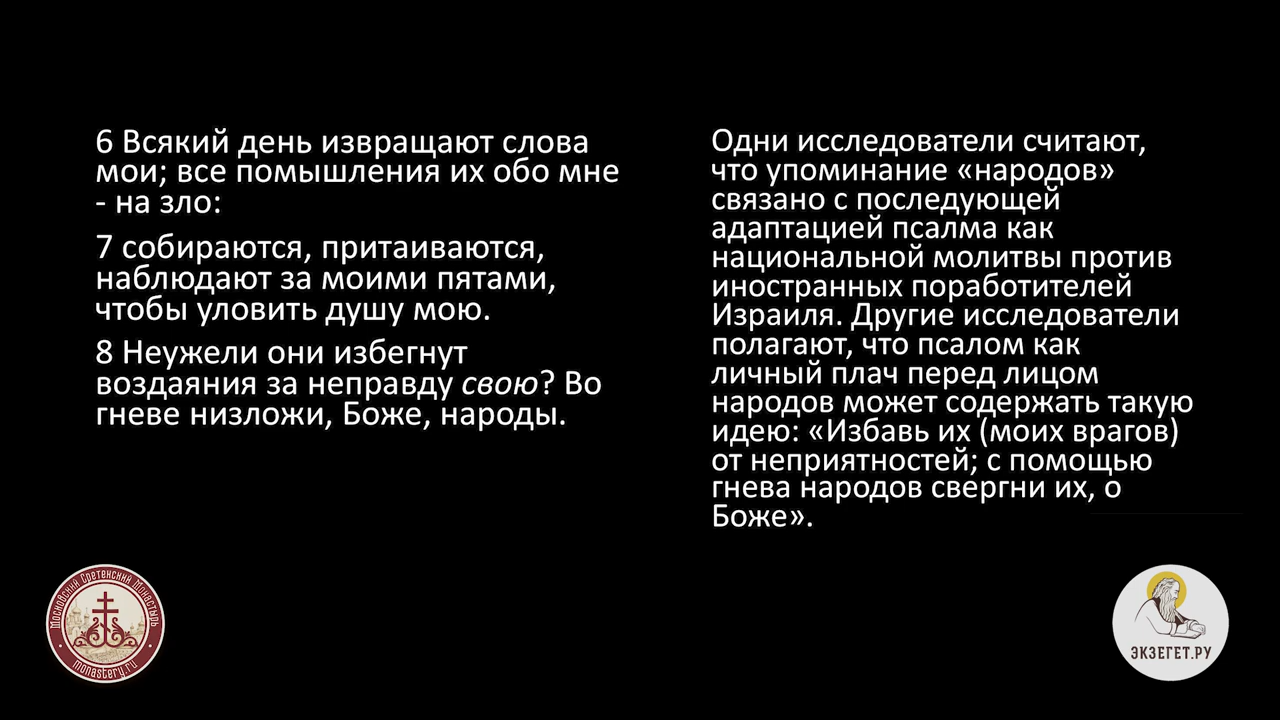 6 Всякий день извращают слова
мои; все помышления их обо мне
- на зло:
7 собираются, притаиваются,
наблюдают за моими пятами,
чтобы уловить душу мою.
8 Неужели они избегнут
воздаяния за неправду свою? Во
гневе низложи, Боже, народы.
Одни исследователи считают,
что упоминание «народов»
связано с последующей
адаптацией псалма как
национальной молитвы против
иностранных поработителей
Израиля. Другие исследователи
полагают, что псалом как
личный плач перед лицом
народов может содержать такую
идею: «Избавь их (моих врагов)
от неприятностей; с помощью
гнева народов свергни их, о
Боже».
Московский Сретенский Монастырь
monastery.ru
ЭКЗЕГЕТ.РУ